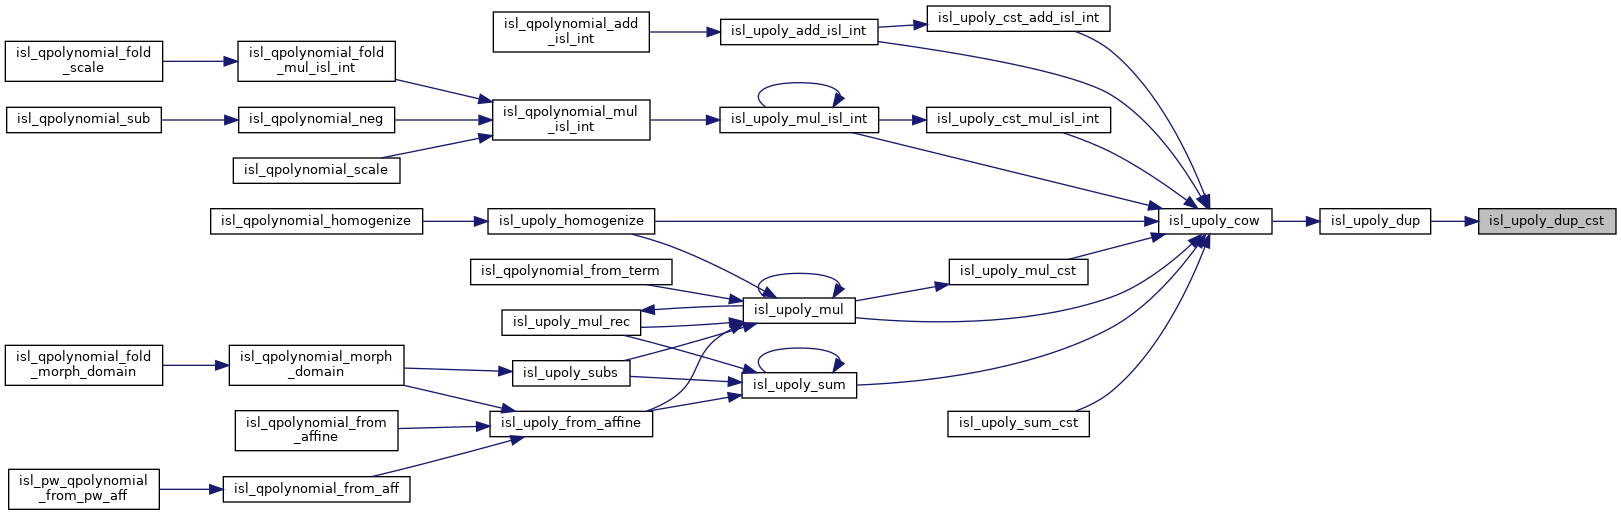 isl_upoly_cst_add_isl_int
isl_qpolynomial_add
_isl_int
isl_upoly_add_isl_int
isl_qpolynomial_fold
_scale
isl_qpolynomial_fold
_mul_isl_int
isl_qpolynomial_sub
isl_qpolynomial_neg
isl_qpolynomial_mul
_isl_int
isl_upoly_mul_isl_int
isl_upoly_cst_mul_isl_int
isl_qpolynomial_scale
isl_qpolynomial_homogenize
isl_upoly_homogenize
isl_upoly_cow
isl_upoly_dup
isl_upoly_dup_cst
isl_qpolynomial_from_term
isl_upoly_mul_cst
isl_upoly_mul
isl_upoly_mul_rec
isl_qpolynomial_fold
_morph_domain
isl_qpolynomial_morph
_domain
isl_upoly_subs
isl_upoly_sum
isl_qpolynomial_from
_affine
isl_upoly_from_affine
isl_upoly_sum_cst
isl_pw_qpolynomial
_from_pw_aff
isl_qpolynomial_from_aff